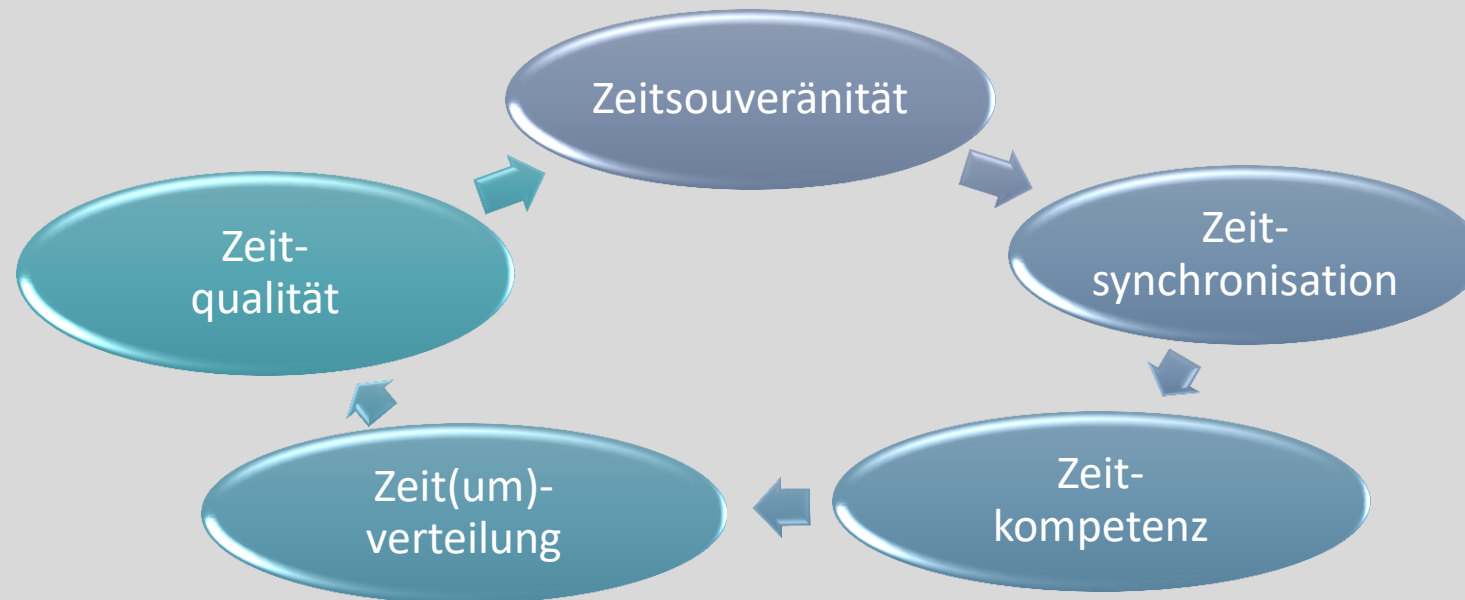 Zeitsouveränität
Zeit-
synchronisation
Zeit-
kompetenz
Zeit(um)-
verteilung
Zeit-
qualität